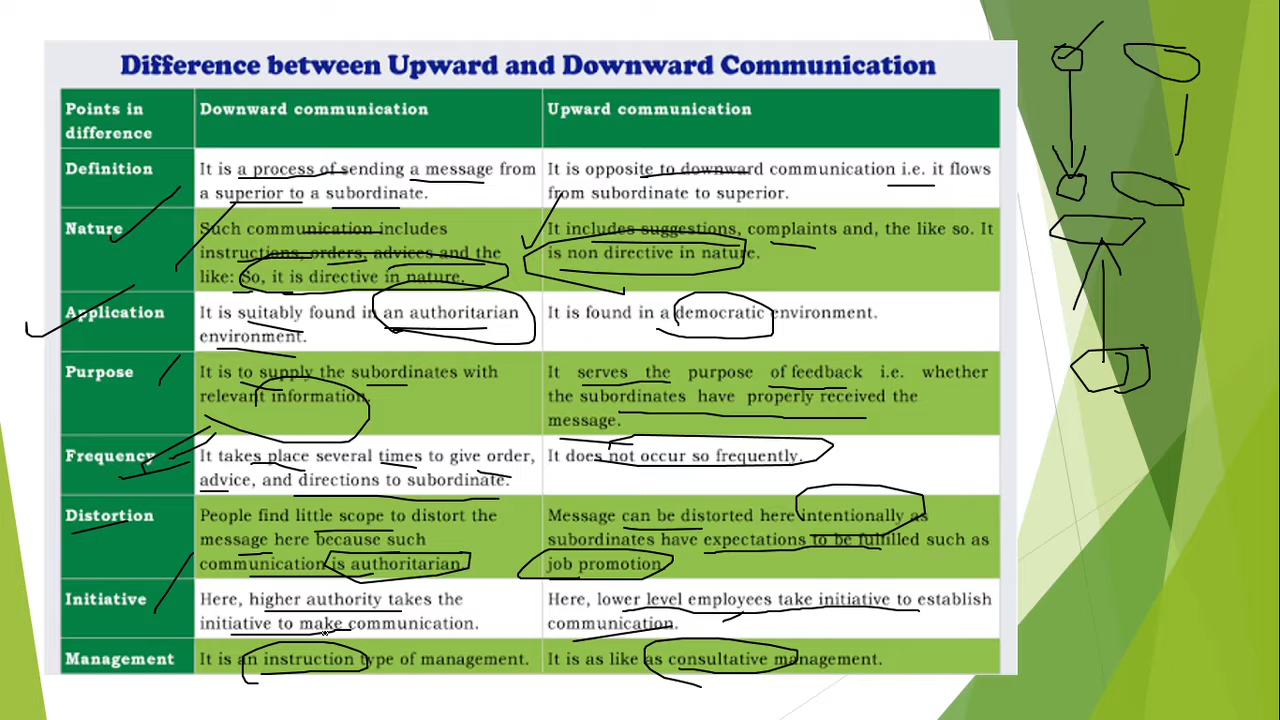 Difference between Upward and Downward Communication
Points in
difference
Downward communication
Upward communication
Definition
It is a process of sending a message from
a superior to a subordinate.
It is opposite to downward communication i.e. it flows
from subordinate to superior.
Nature
Such communication includes
instructions, orders, advices and the
like: So, it is directive in nature.
It includes suggestions, complaints and, the like so. It
is non directive in nature.
Application
It is suitably found in an authoritarian
environment.
It is found in a democratic environment.
Purpose
It is to supply the subordinates with
relevant information.
It serves the purpose of feedback i.e. whether
the subordinates have properly received the
message.
Frequency
It takes place several times to give order,
advice, and directions to subordinate.
It does not occur so frequently.
Distortion
People find little scope to distort the
message here because such
communication is authoritarian.
Message can be distorted here intentionally as
subordinates have expectations to be fulfilled such as
job promotion.
Initiative
Here, higher authority takes the
initiative to make communication.
Here, lower level employees take initiative to establish
communication.
Management
It is an instruction type of management.
It is as like as consultative management.